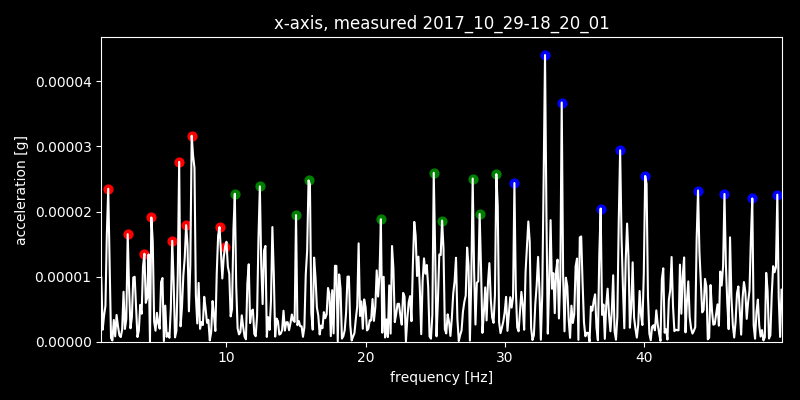 x-axis, measured 2017_10_29-18_20_01
0.00004
0.00003
0.00002
0.00001
0.00000
acceleration [g]
10 20 30 40
frequency [Hz]